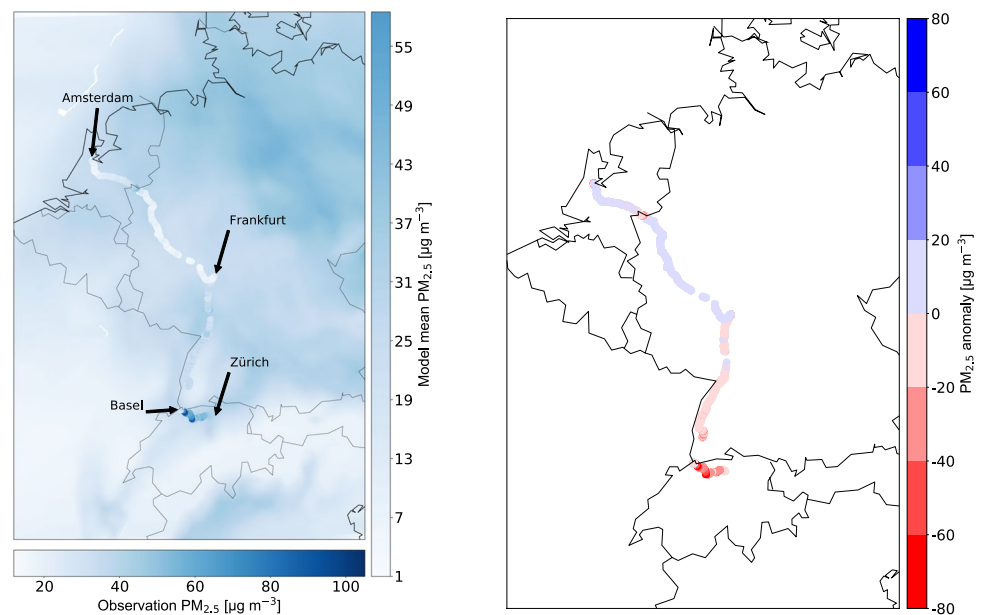 Amsterdam
Frankfurt
Zürich
Basel
55
49
43
37
31
25
19
13
7
1
Model mean PM₂.₅ [µg m⁻³]
20 40 60 80 100
Observation PM₂.₅ [µg m⁻³]
80
60
40
20
0
-20
-40
-60
-80
PM₂.₅ anomaly [µg m⁻³]